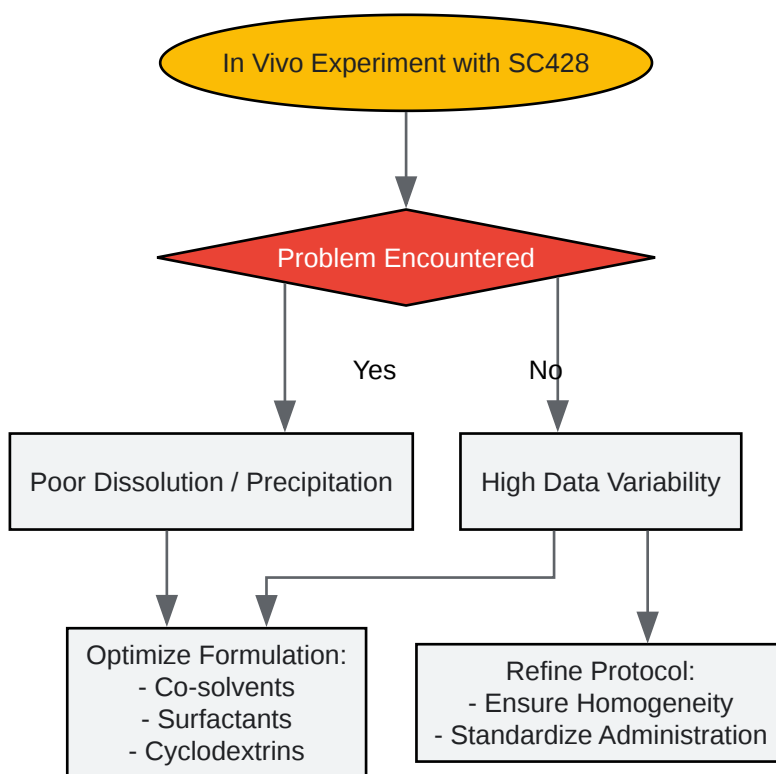 In Vivo Experiment with SC428
Problem Encountered
Yes
No
Poor Dissolution / Precipitation
High Data Variability
Optimize Formulation:
- Co-solvents
- Surfactants
- Cyclodextrins
Refine Protocol:
- Ensure Homogeneity
- Standardize Administration